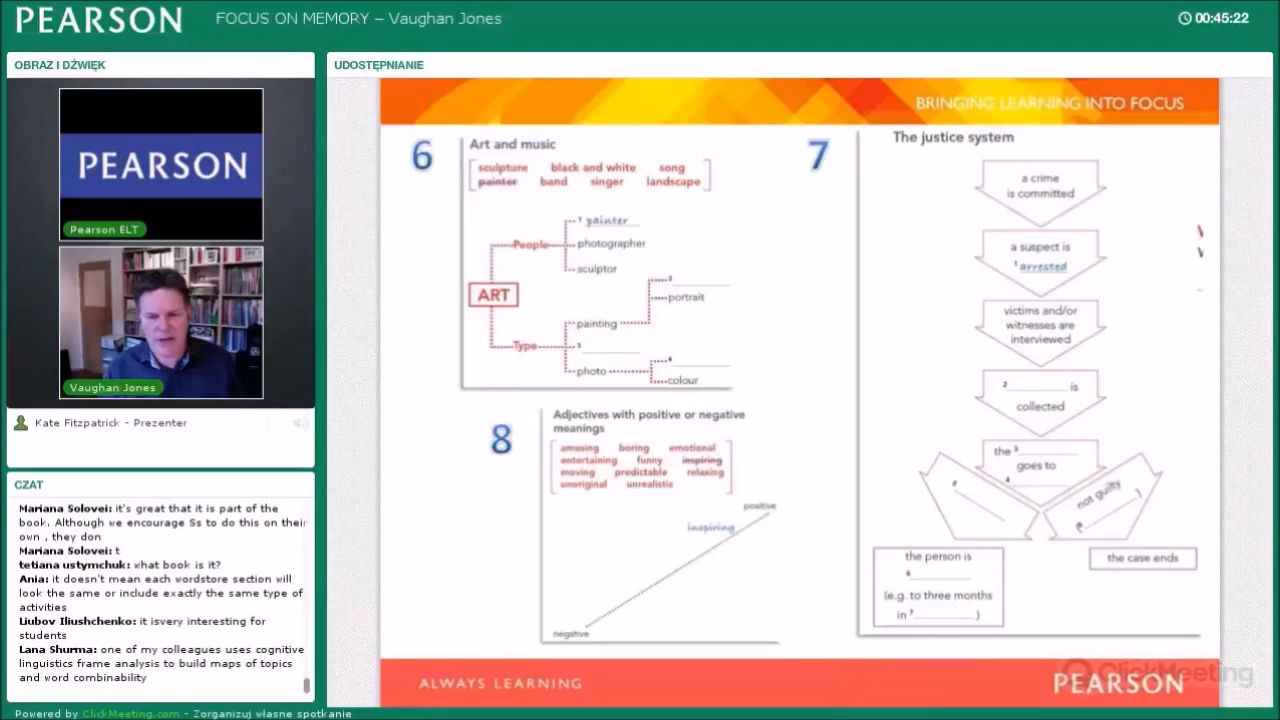 PEARSON
FOCUS ON MEMORY – Vaughan Jones
00:45:22
OBRAZ I DŹWIĘK
PEARSON
Pearson ELT
Vaughan Jones
Kate Fitzpatrick - Prezenter
CZAT
Mariana Solovei: it's great that it is part of the
book. Although we encourage Ss to do this on their
own , they don
Mariana Solovei: t
tetiana ustymchuk: what book is it?
Ania: it doesn't mean each wordstore section will
look the same or include exactly the same type of
activities
Liubov Iliushchenko: it isvery interesting for
students
Lana Shurma: one of my colleagues uses cognitive
linguistics frame analysis to build maps of topics
and word combinability
UDOSTĘPNIANIE
BRINGING LEARNING INTO FOCUS
6
Art and music
sculpture black and white song
painter band singer landscape
ART
People
1 painter
photographer
sculptor
Type
painting
2
portrait
3
photo
4
colour
7
The justice system
a crime
is committed
a suspect is
1 arrested
victims and/or
witnesses are
interviewed
2 is
collected
the 3
goes to
4
5
not guilty
the person is
6
(e.g. to three months
in 7 )
the case ends
8
Adjectives with positive or negative
meanings
amusing boring emotional
entertaining funny inspiring
moving predictable relaxing
unoriginal unrealistic
positive
inspiring
negative
ALWAYS LEARNING
PEARSON
ClickMeeting
Powered by ClickMeeting.com - Zorganizuj własne spotkanie